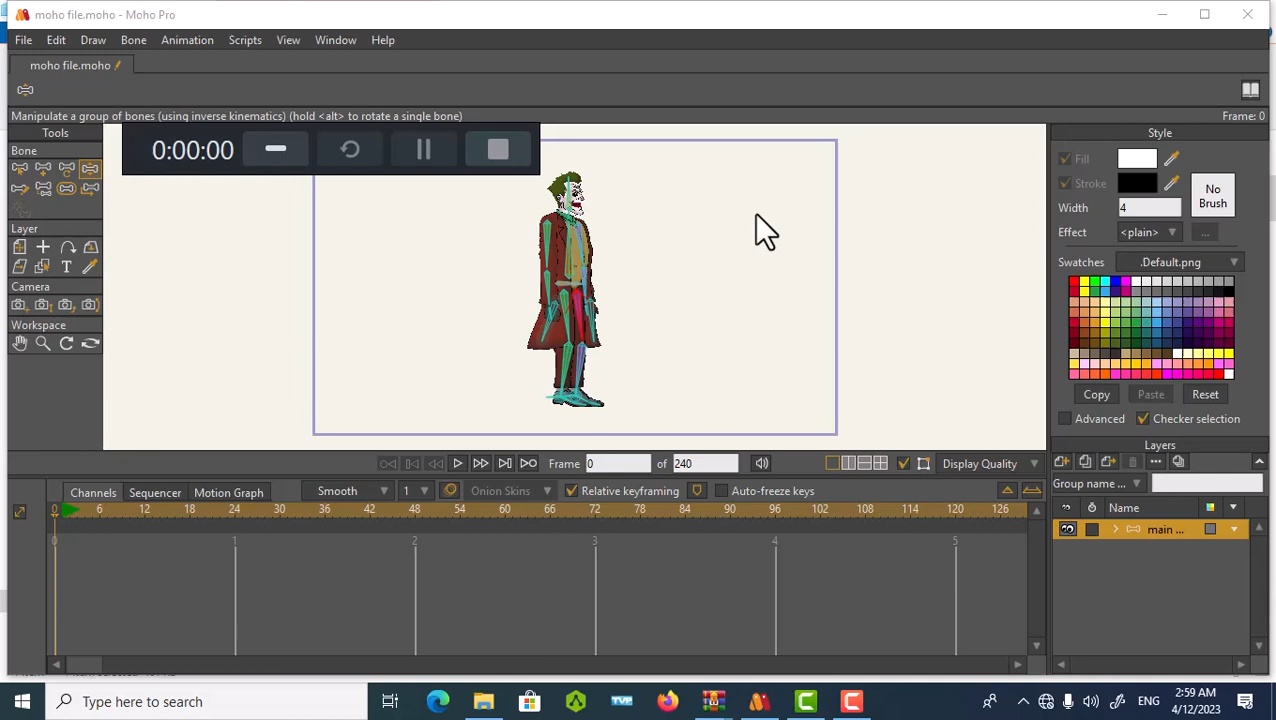 moho file.moho - Moho Pro
File Edit Draw Bone Animation Scripts View Window Help
moho file.moho
Manipulate a group of bones (using inverse kinematics) (hold <alt> to rotate a single bone) Frame: 0
Tools
Bone
Layer
Camera
Workspace
0:00:00
Style
Fill
Stroke
No Brush
Width 4
Effect <plain> ...
Swatches .Default.png
Copy Paste Reset
Advanced Checker selection
Layers
Group name ...
Name
main ...
Frame 0 of 240 Display Quality
Channels Sequencer Motion Graph Smooth 1 Onion Skins Relative keyframing Auto-freeze keys
0 6 12 18 24 30 36 42 48 54 60 66 72 78 84 90 96 102 108 114 120 126
0 1 2 3 4 5
Type here to search
TVP
ENG
2:59 AM
4/12/2023